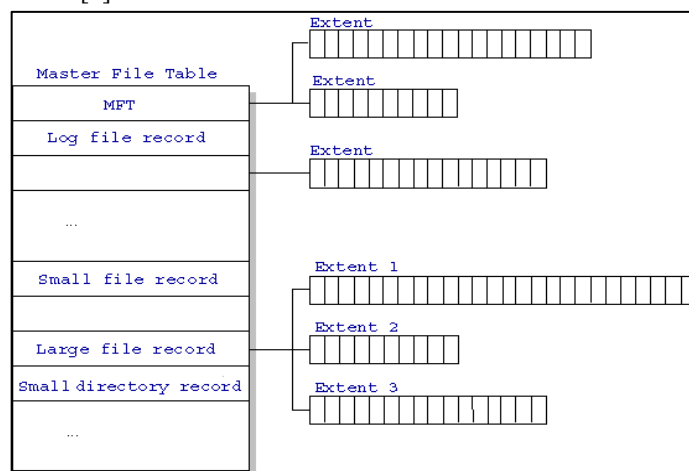 Extent
Master File Table
MFT
Extent
Log file record
Extent
...
Small file record
Extent 1
Extent 2
Large file record
Small directory record
Extent 3
...